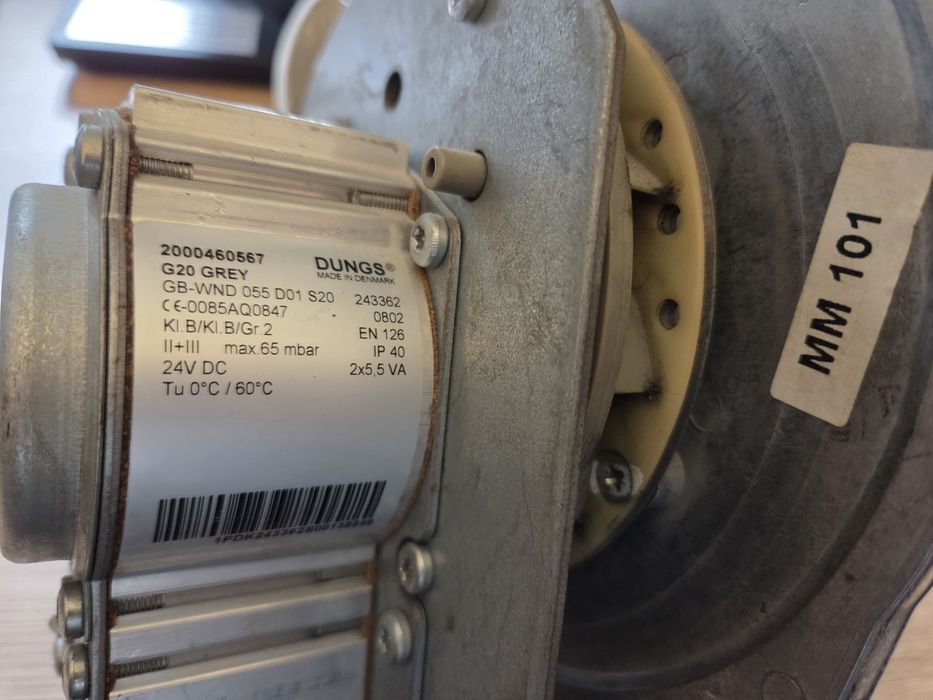 2000460567
G20 GREY
DUNGS®
MADE IN DENMARK
GB-WND 055 D01 S20 243362
CE-0085AQ0847 0802
Kl.B/Kl.B/Gr.2 EN 126
II+III max.65 mbar IP 40
24V DC 2x5,5 VA
Tu 0°C / 60°C
MM 101